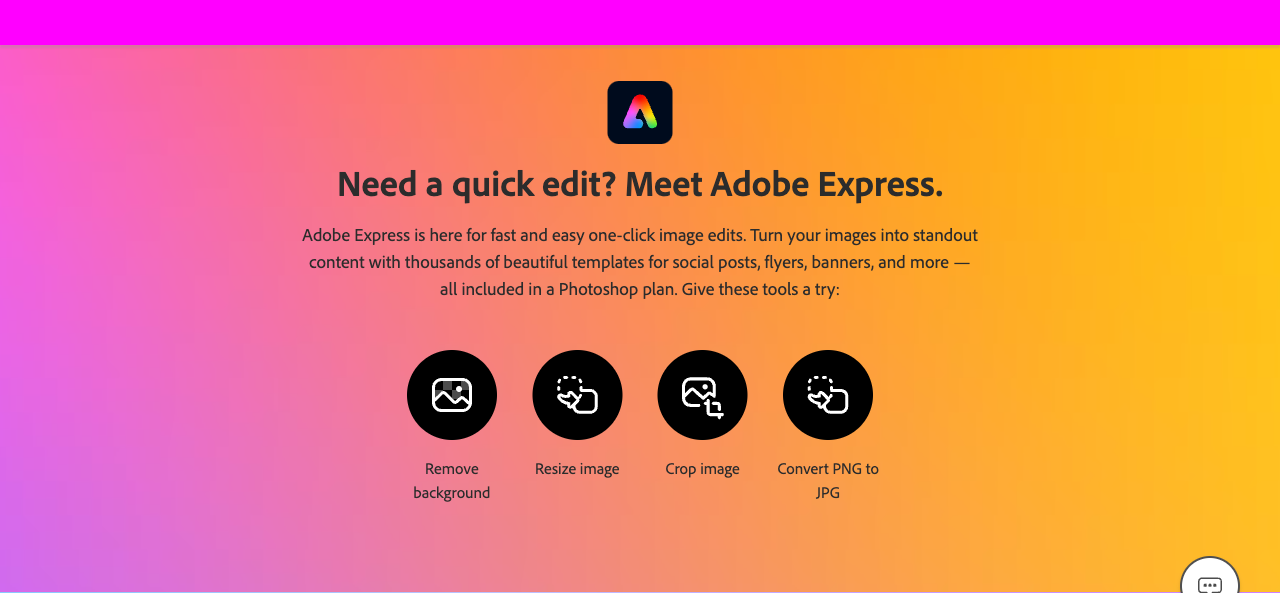 Need a quick edit? Meet Adobe Express.
Adobe Express is here for fast and easy one-click image edits. Turn your images into standout
content with thousands of beautiful templates for social posts, flyers, banners, and more —
all included in a Photoshop plan. Give these tools a try:
Remove
background
Resize image
Crop image
Convert PNG to
JPG